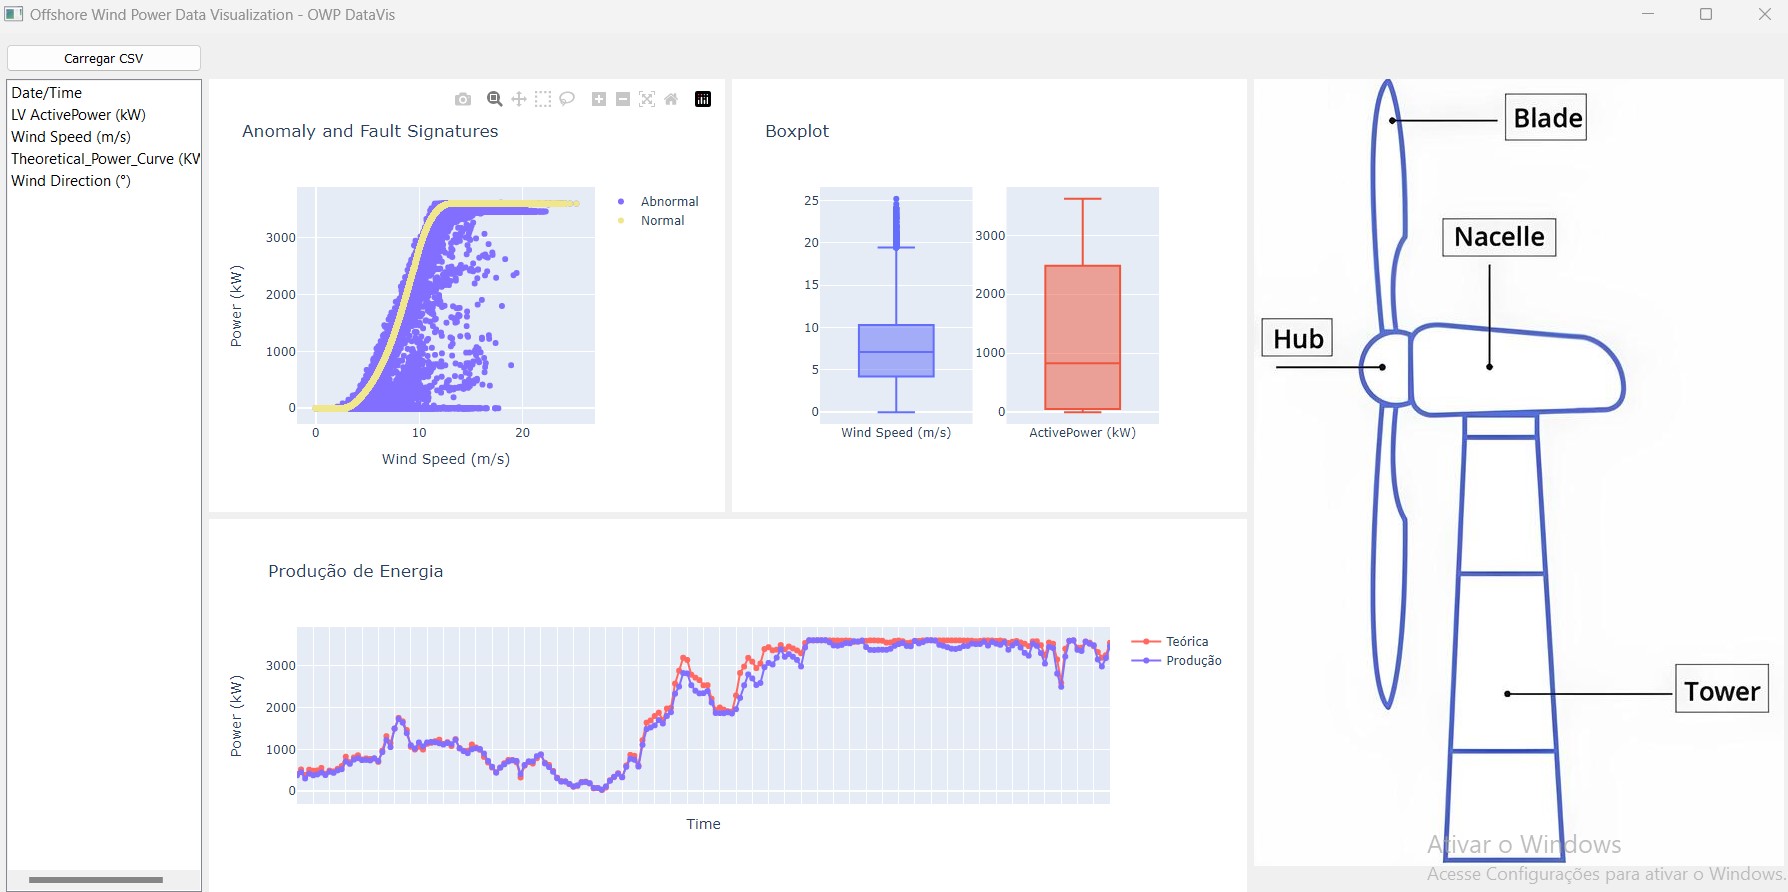 Offshore Wind Power Data Visualization - OWP DataVis
Carregar CSV
Date/Time
LV ActivePower (kW)
Wind Speed (m/s)
Theoretical_Power_Curve (KV
Wind Direction (°)
Anomaly and Fault Signatures
Abnormal
Normal
3000
2000
1000
0
Power (kW)
0 10 20
Wind Speed (m/s)
Boxplot
25
20
15
10
5
0
Wind Speed (m/s)
3000
2000
1000
0
ActivePower (kW)
Produção de Energia
Teórica
Produção
3000
2000
1000
0
Power (kW)
Time
Blade
Nacelle
Hub
Tower
Ativar o Windows
Acesse Configurações para ativar o Windows.